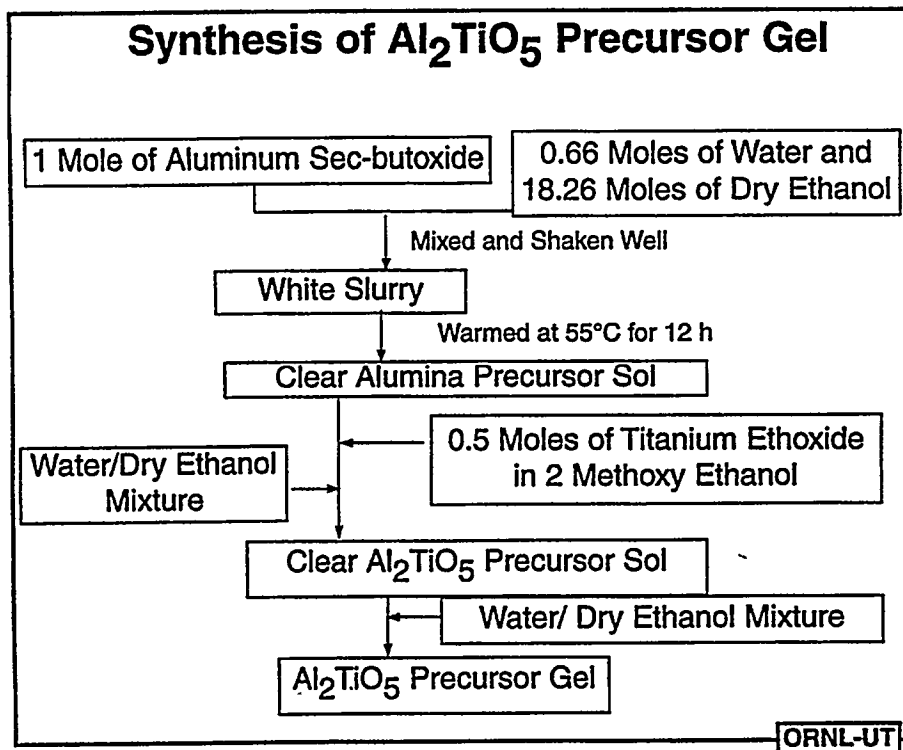 Synthesis of Al₂TiO₅ Precursor Gel
1 Mole of Aluminum Sec-butoxide
0.66 Moles of Water and
18.26 Moles of Dry Ethanol
Mixed and Shaken Well
White Slurry
Warmed at 55°C for 12 h
Clear Alumina Precursor Sol
0.5 Moles of Titanium Ethoxide
in 2 Methoxy Ethanol
Water/Dry Ethanol
Mixture
Clear Al₂TiO₅ Precursor Sol
Water/ Dry Ethanol Mixture
Al₂TiO₅ Precursor Gel
ORNL-UT